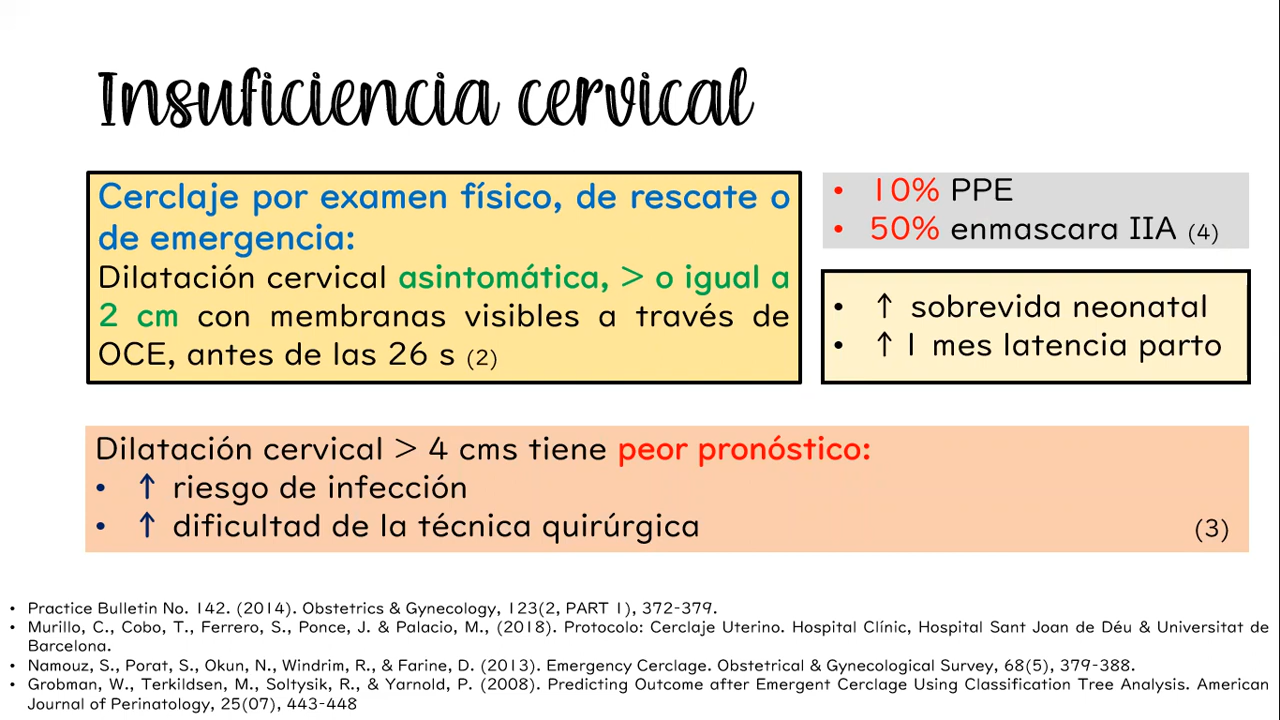 Insuficiencia cervical
Cerclaje por examen físico, de rescate o
de emergencia:
Dilatación cervical asintomática, > o igual a
2 cm con membranas visibles a través de
OCE, antes de las 26 s (2)
• 10% PPE
• 50% enmascara IIA (4)
• ↑ sobrevida neonatal
• ↑ 1 mes latencia parto
Dilatación cervical > 4 cms tiene peor pronóstico:
• ↑ riesgo de infección
• ↑ dificultad de la técnica quirúrgica
(3)
• Practice Bulletin No. 142. (2014). Obstetrics & Gynecology, 123(2, PART 1), 372-379.
• Murillo, C., Cobo, T., Ferrero, S., Ponce, J. & Palacio, M., (2018). Protocolo: Cerclaje Uterino. Hospital Clínic, Hospital Sant Joan de Déu & Universitat de
Barcelona.
• Namouz, S., Porat, S., Okun, N., Windrim, R., & Farine, D. (2013). Emergency Cerclage. Obstetrical & Gynecological Survey, 68(5), 379-388.
• Grobman, W., Terkildsen, M., Soltysik, R., & Yarnold, P. (2008). Predicting Outcome after Emergent Cerclage Using Classification Tree Analysis. American
Journal of Perinatology, 25(07), 443-448